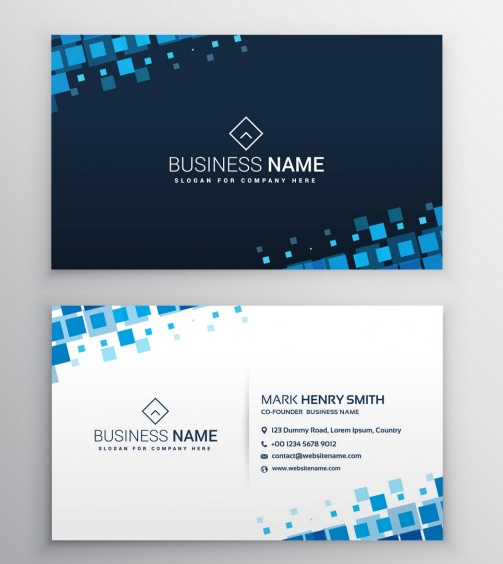 BUSINESS NAME
SLOGAN FOR COMPANY HERE
BUSINESS NAME
SLOGAN FOR COMPANY HERE
MARK HENRY SMITH
CO-FOUNDER BUSINESS NAME
123 Dummy Road, Lorem Ipsum, Country
+00 1234 5678 9012
contact@websitename.com
www.websitename.com